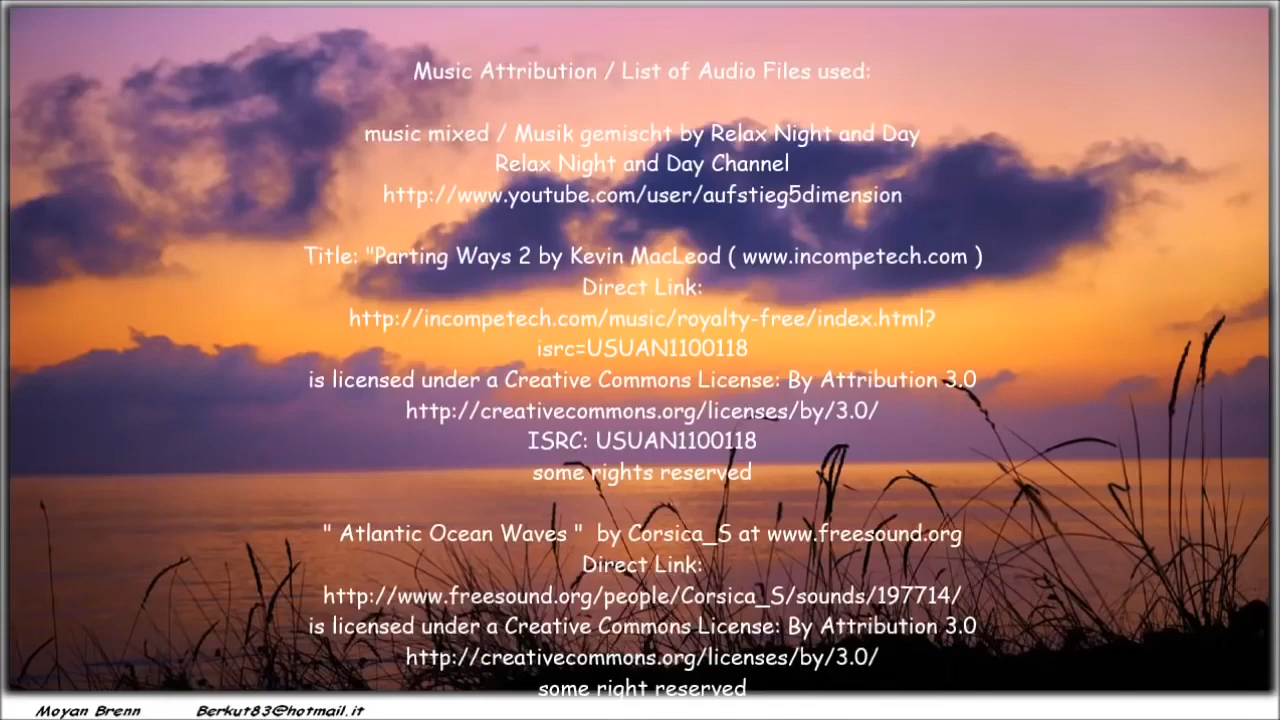 Music Attribution / List of Audio Files used:
music mixed / Musik gemischt by Relax Night and Day
Relax Night and Day Channel
http://www.youtube.com/user/aufstieg5dimension
Title: "Parting Ways 2 by Kevin MacLeod ( www.incompetech.com )
Direct Link:
http://incompetech.com/music/royalty-free/index.html?
isrc=USUAN1100118
is licensed under a Creative Commons License: By Attribution 3.0
http://creativecommons.org/licenses/by/3.0/
ISRC: USUAN1100118
some rights reserved
" Atlantic Ocean Waves "  by Corsica_S at www.freesound.org
Direct Link:
http://www.freesound.org/people/Corsica_S/sounds/197714/
is licensed under a Creative Commons License: By Attribution 3.0
http://creativecommons.org/licenses/by/3.0/
some right reserved
Moyan Brenn Berkut83@hotmail.it